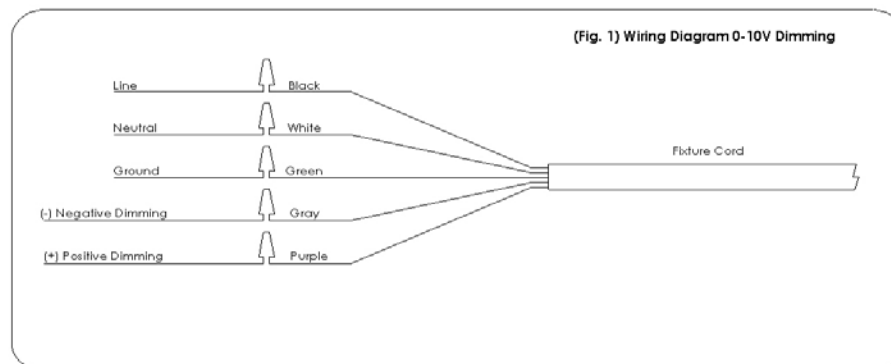 (Fig. 1) Wiring Diagram 0-10V Dimming
Line Black
Neutral White
Fixture Cord
Ground Green
(-) Negative Dimming Gray
(+) Positive Dimming Purple